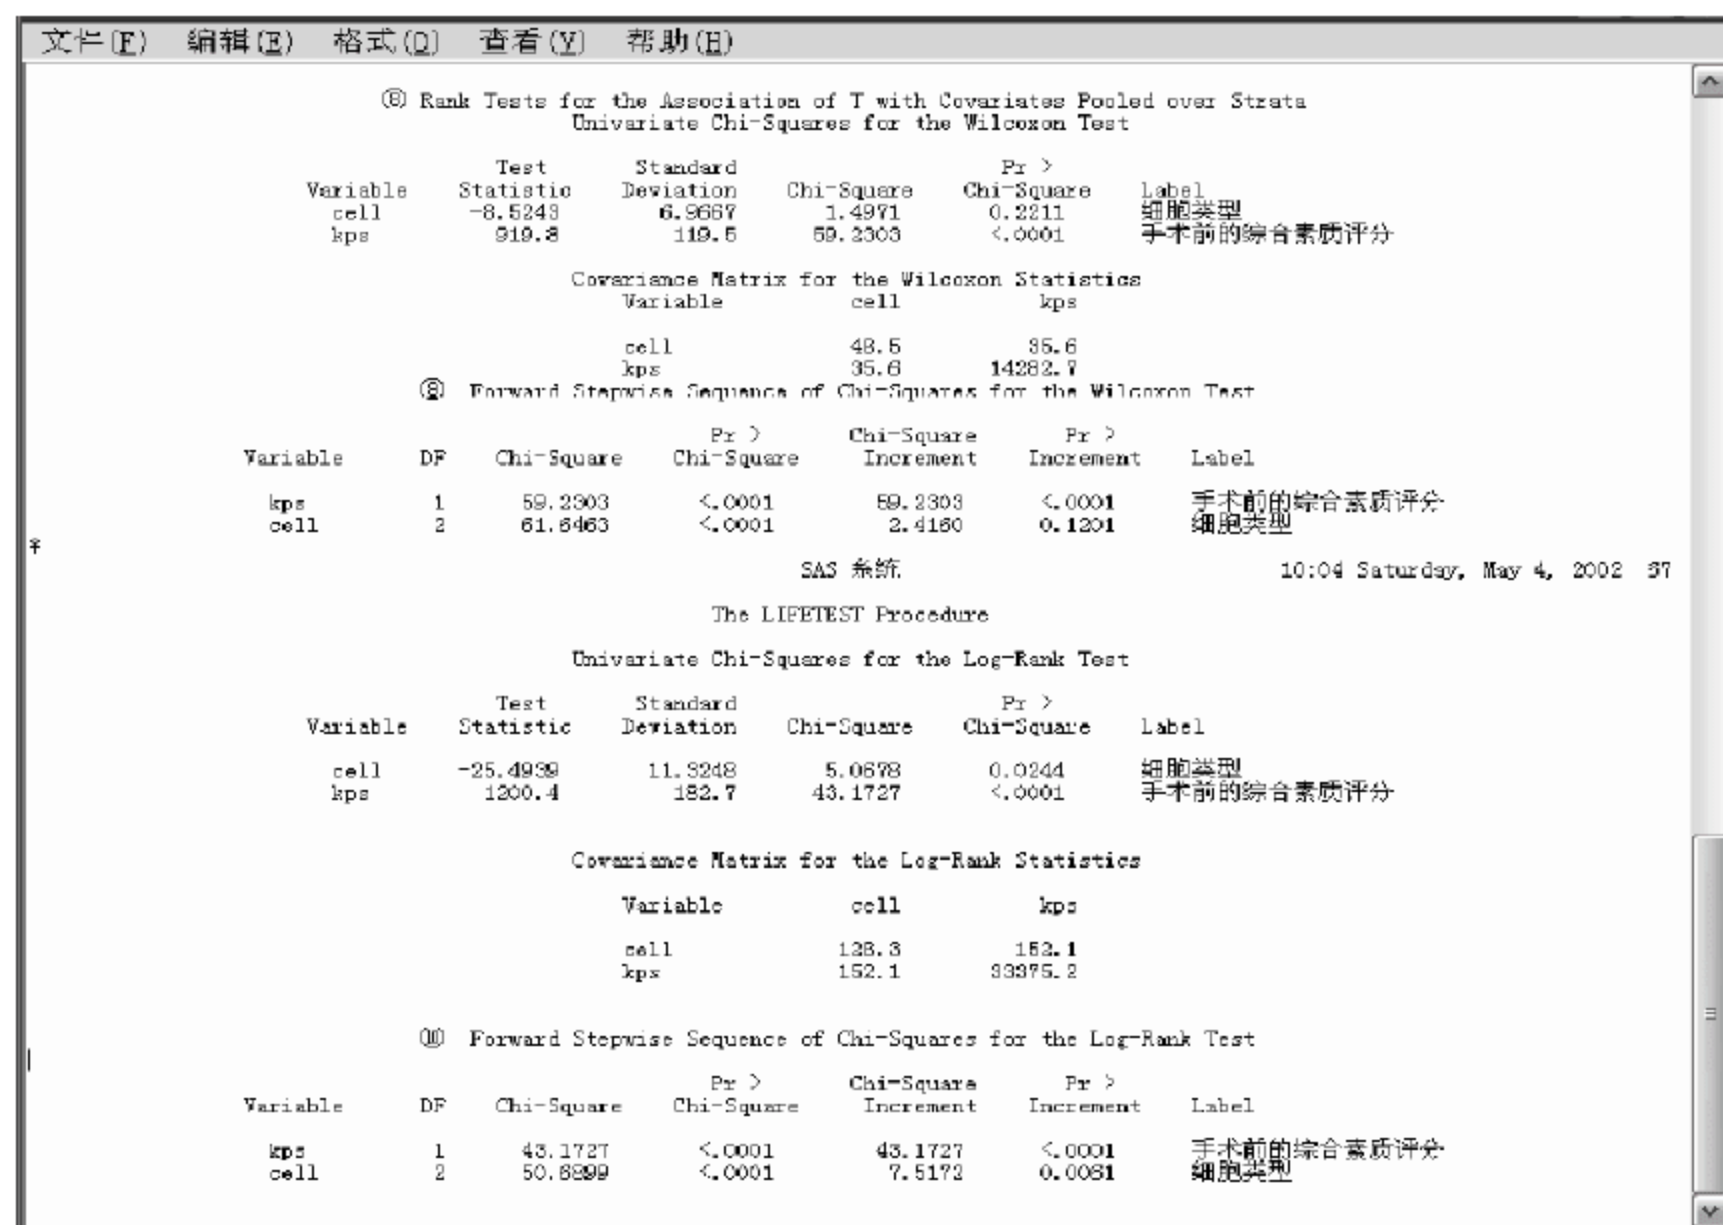 文件(F) 编辑(E) 格式(O) 查看(V) 帮助(H)
⑧ Rank Tests for the Association of T with Covariates Pooled over Strata
Univariate Chi-Squares for the Wilcoxon Test
Test Standard Pr >
Variable Statistic Deviation Chi-Square Chi-Square Label
cell -8.5243 6.9667 1.4971 0.2211 细胞类型
kps 919.8 119.5 59.2303 <.0001 手术前的综合素质评分
Covariance Matrix for the Wilcoxon Statistics
Variable cell kps
cell 48.5 35.6
kps 35.6 14282.7
⑨ Forward Stepwise Sequence of Chi-Squares for the Wilcoxon Test
Pr > Chi-Square Pr >
Variable DF Chi-Square Chi-Square Increment Increment Label
kps 1 59.2303 <.0001 59.2303 <.0001 手术前的综合素质评分
cell 2 61.6463 <.0001 2.4160 0.1201 细胞类型
SAS 系统 10:04 Saturday, May 4, 2002 37
The LIFETEST Procedure
Univariate Chi-Squares for the Log-Rank Test
Test Standard Pr >
Variable Statistic Deviation Chi-Square Chi-Square Label
cell -25.4939 11.3248 5.0678 0.0244 细胞类型
kps 1200.4 182.7 43.1727 <.0001 手术前的综合素质评分
Covariance Matrix for the Log-Rank Statistics
Variable cell kps
cell 128.3 152.1
kps 152.1 33375.2
⑩ Forward Stepwise Sequence of Chi-Squares for the Log-Rank Test
Pr > Chi-Square Pr >
Variable DF Chi-Square Chi-Square Increment Increment Label
kps 1 43.1727 <.0001 43.1727 <.0001 手术前的综合素质评分
cell 2 50.6899 <.0001 7.5172 0.0061 细胞类型